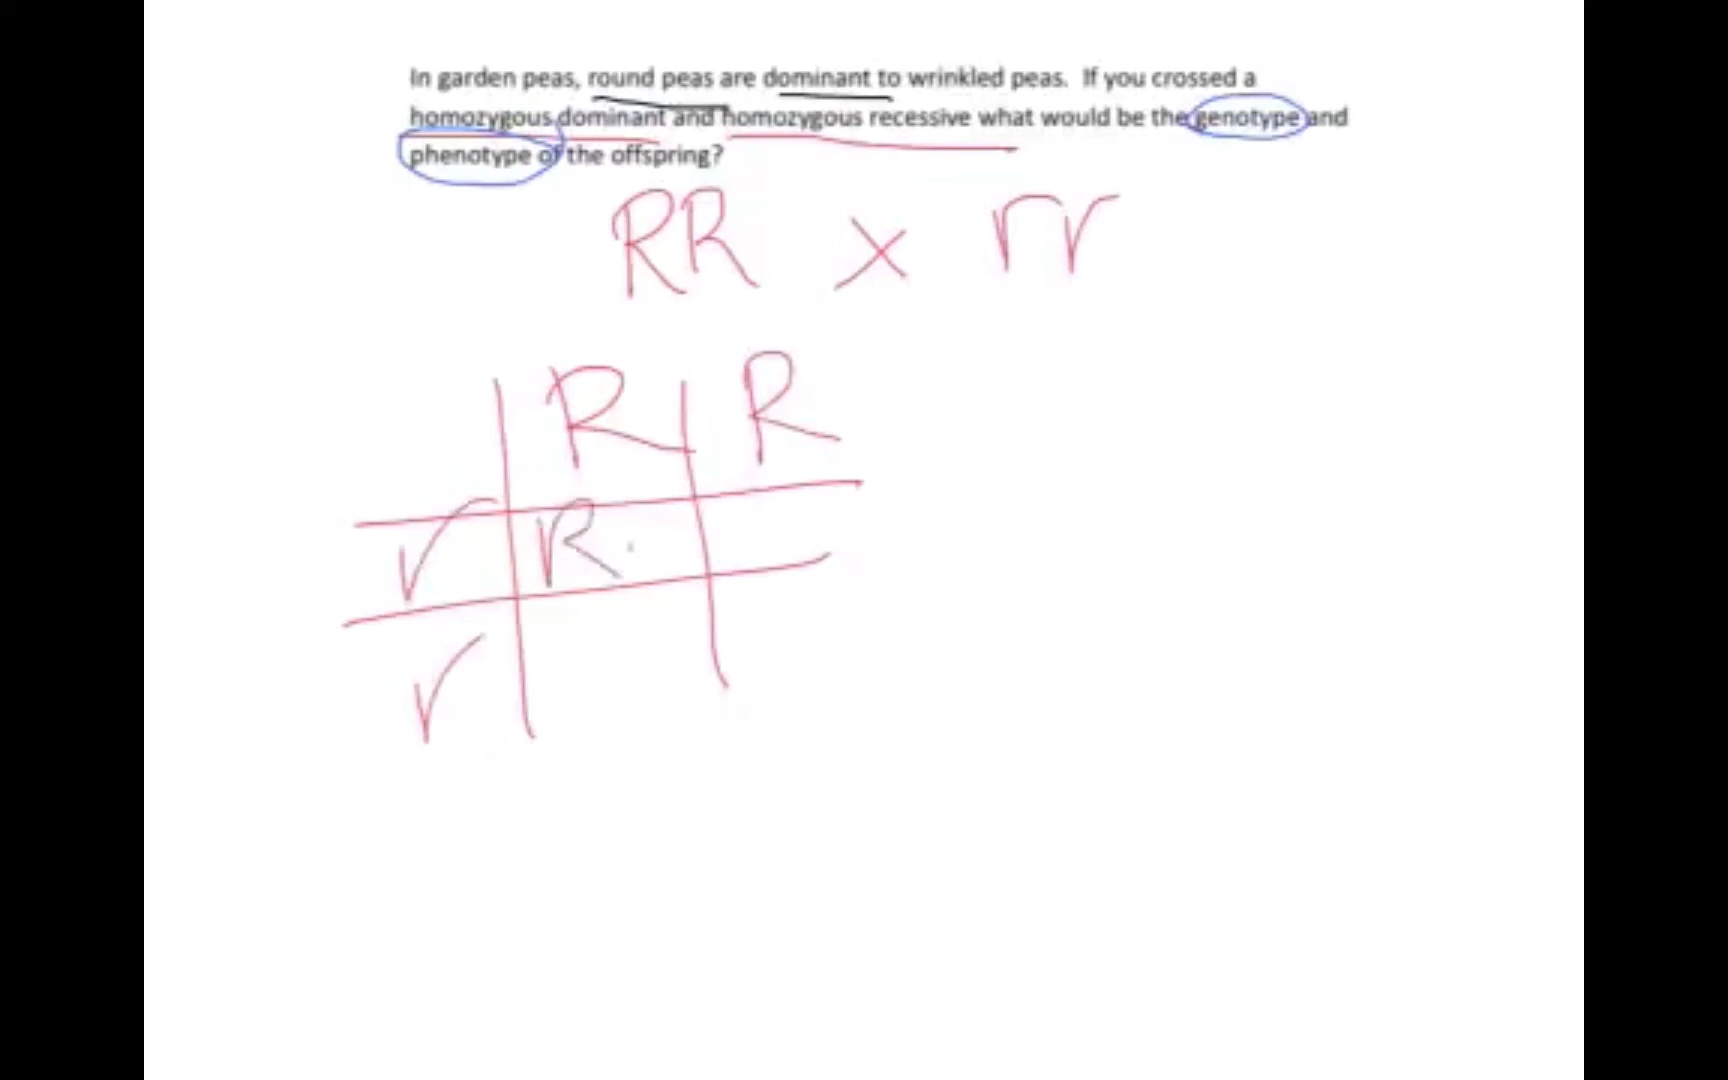 In garden peas, round peas are dominant to wrinkled peas. If you crossed a
homozygous dominant and homozygous recessive what would be the genotype and
phenotype of the offspring?
RR x rr
R R
r R
r